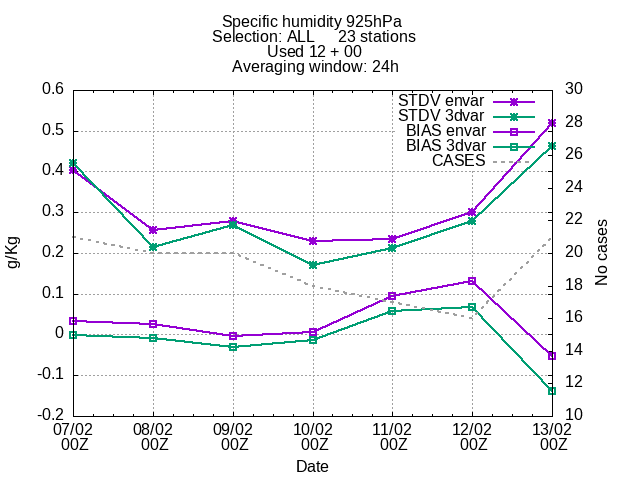 Specific humidity 925hPa
Selection: ALL 23 stations
Used 12 + 00
Averaging window: 24h
0.6
0.5
0.4
0.3
0.2
0.1
0
-0.1
-0.2
g/Kg
30
28
26
24
22
20
18
16
14
12
10
No cases
STDV envar
STDV 3dvar
BIAS envar
BIAS 3dvar
CASES
07/02 08/02 09/02 10/02 11/02 12/02 13/02
00Z 00Z 00Z 00Z 00Z 00Z 00Z
Date